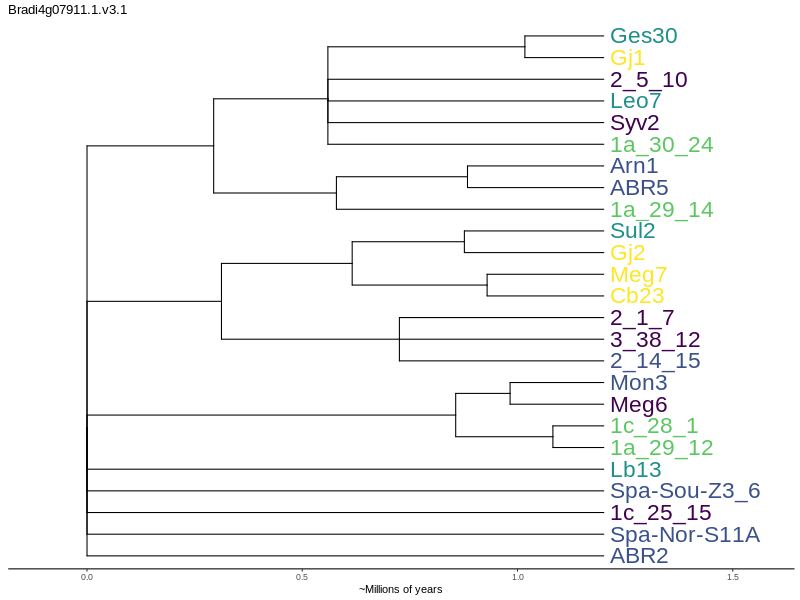 Bradi4g07911.1.v3.1
Ges30
Gj1
2_5_10
Leo7
Syv2
1a_30_24
Arn1
ABR5
1a_29_14
Sul2
Gj2
Meg7
Cb23
2_1_7
3_38_12
2_14_15
Mon3
Meg6
1c_28_1
1a_29_12
Lb13
Spa-Sou-Z3_6
1c_25_15
Spa-Nor-S11A
ABR2
0.0 0.5 1.0 1.5
~Millions of years